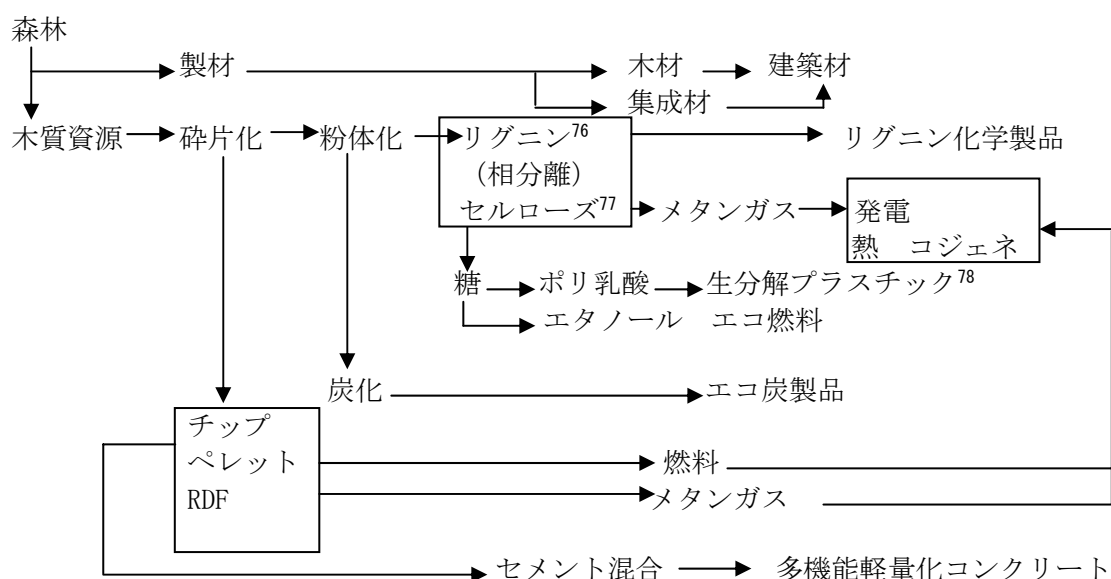 森林
製材 木材 建築材
集成材
木質資源 砕片化 粉体化 リグニン76 リグニン化学製品
（相分離）
セルローズ77 メタンガス 発電
熱 コジェネ
糖 ポリ乳酸 生分解プラスチック78
エタノール エコ燃料
炭化 エコ炭製品
チップ
ペレット 燃料
RDF メタンガス
セメント混合 多機能軽量化コンクリート